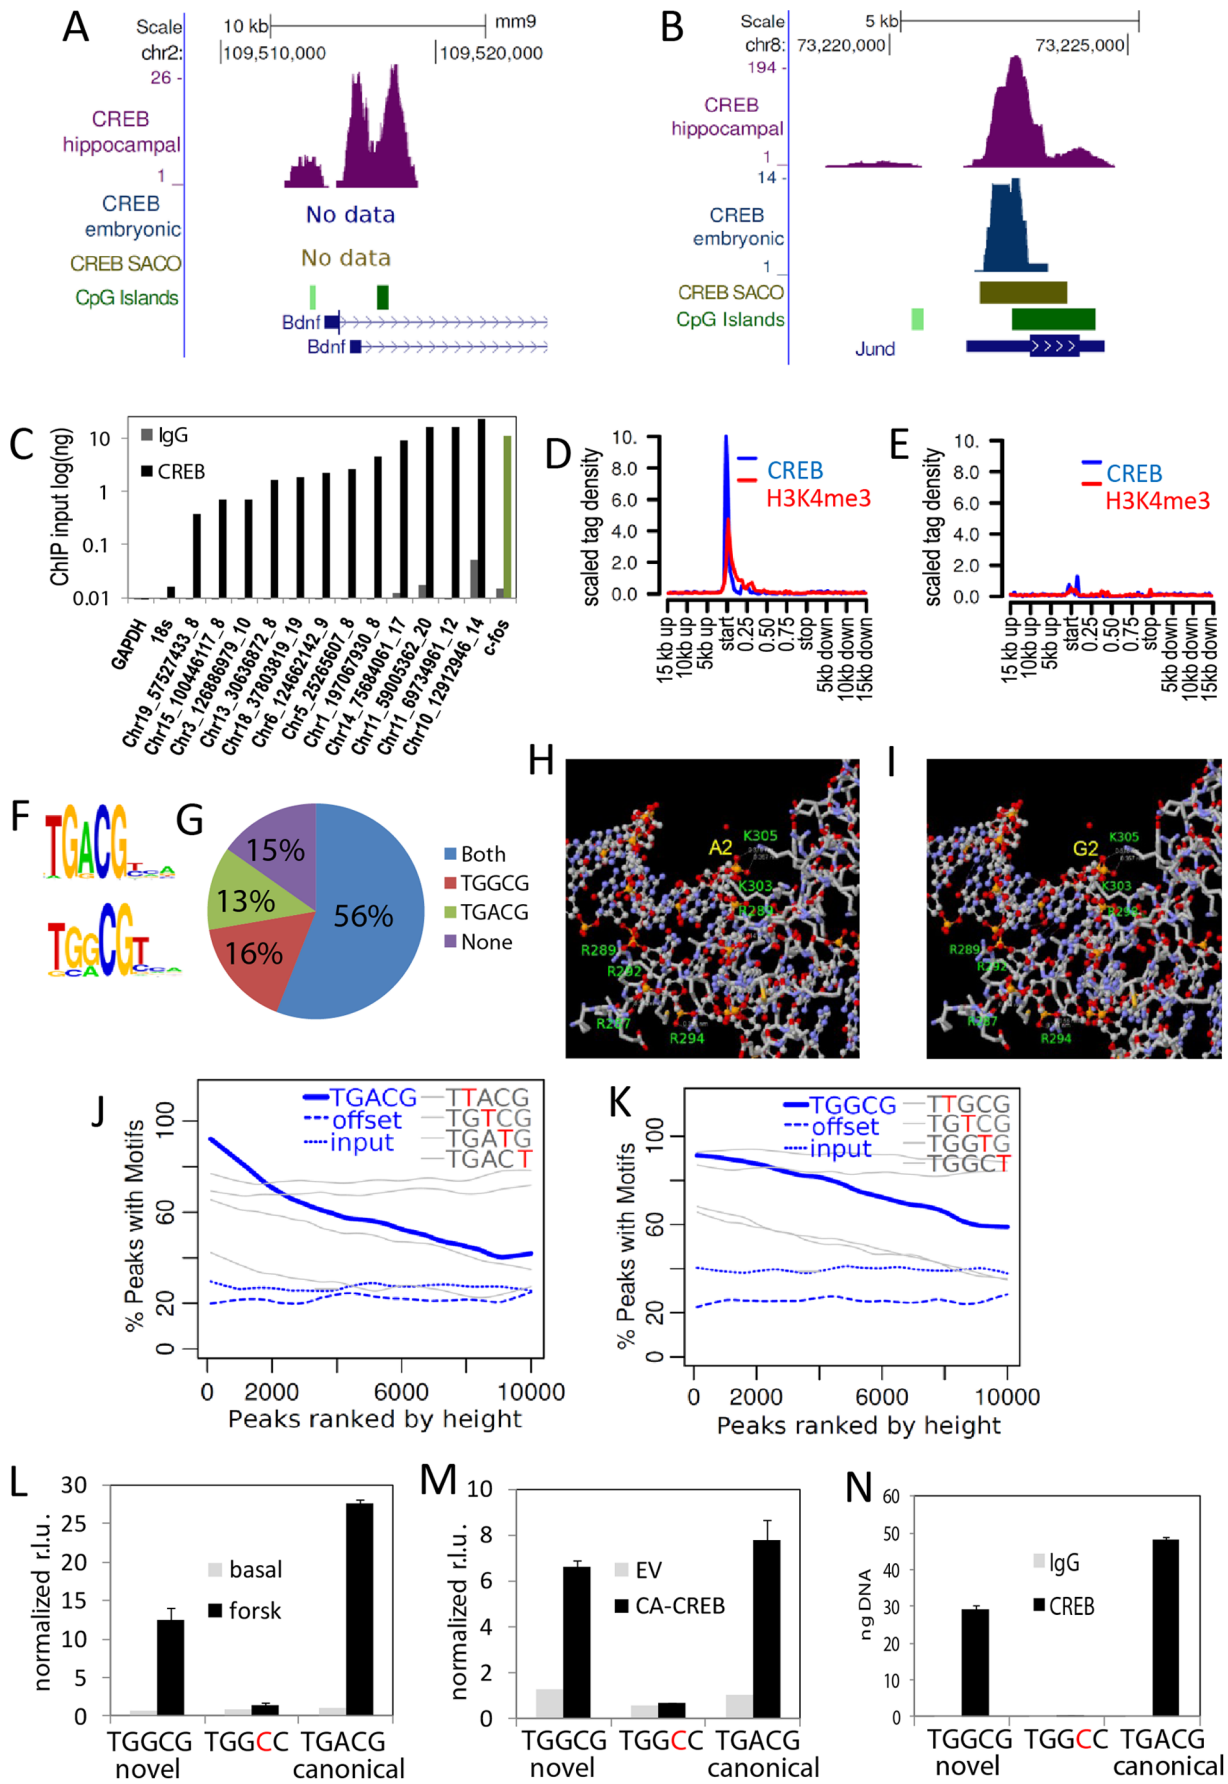 A
Scale 10 kb mm9
chr2: 109,510,000 109,520,000
26 -
CREB
hippocampal
1 _
CREB
embryonic
No data
CREB SACO
No data
CpG Islands
Bdnf
Bdnf
B
Scale 5 kb
chr8: 73,220,000 73,225,000
194 -
CREB
hippocampal
1 _
14 -
CREB
embryonic
1 _
CREB SACO
CpG Islands
Jund
C
ChIP input log(ng)
10
1
0.1
0.01
IgG
CREB
GAPDH
18s
Chr19_57527433_8
Chr15_100446117_8
Chr3_126886979_10
Chr13_30636872_8
Chr18_37803819_19
Chr6_124662142_9
Chr5_25265607_8
Chr1_197067930_8
Chr14_75684061_17
Chr11_59005362_20
Chr11_69734961_12
Chr10_12912946_14
c-fos
D
scaled tag density
10.
8.0
6.0
4.0
2.0
0.0
CREB
H3K4me3
15 kb up
10kb up
5kb up
start
0.25
0.50
0.75
stop
5kb down
10kb down
15kb down
E
scaled tag density
10.
8.0
6.0
4.0
2.0
0.0
CREB
H3K4me3
15 kb up
10kb up
5kb up
start
0.25
0.50
0.75
stop
5kb down
10kb down
15kb down
F
TGACG
TGGCGT
G
15%
13%
16%
56%
Both
TGGCG
TGACG
None
H
A2
K305
K303
R289
R289
R292
R287
R294
I
G2
K305
K303
R289
R292
R287
R294
J
% Peaks with Motifs
100
60
20
0
TGACG
offset
input
TTACG
TGTCG
TGATG
TGACT
0 2000 6000 10000
Peaks ranked by height
K
% Peaks with Motifs
100
60
20
0
TGGCG
offset
input
TTGCG
TGTCG
TGGTG
TGGCT
0 2000 6000 10000
Peaks ranked by height
L
normalized r.l.u.
30
25
20
15
10
5
0
basal
forsk
TGGCG TGGCC TGACG
novel canonical
M
normalized r.l.u.
10
8
6
4
2
0
EV
CA-CREB
TGGCG TGGCC TGACG
novel canonical
N
ng DNA
60
50
40
30
20
10
0
IgG
CREB
TGGCG TGGCC TGACG
novel canonical